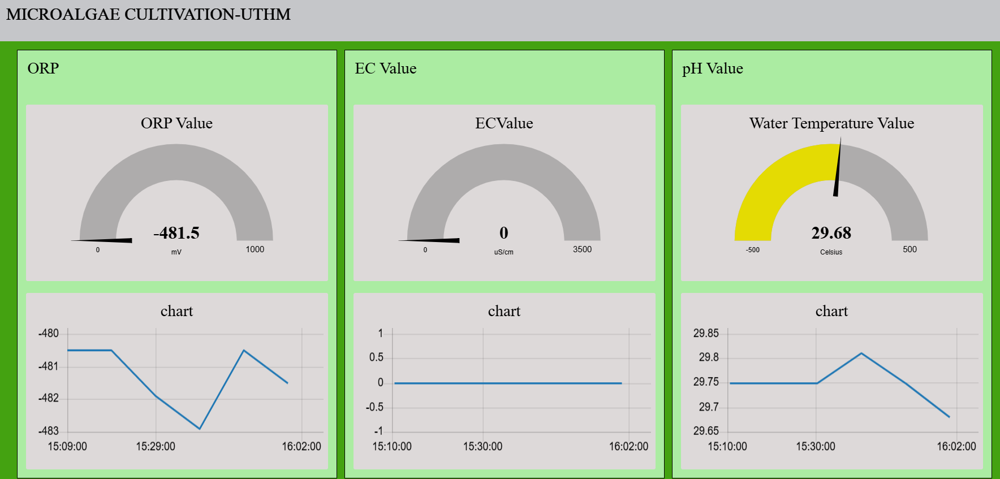 MICROALGAE CULTIVATION-UTHM
ORP
ORP Value
-481.5
mV
0
1000
chart
-480
-481
-482
-483
15:09:00 15:29:00 16:02:00
EC Value
ECValue
0
uS/cm
0
3500
chart
1
0.5
0
-0.5
-1
15:10:00 15:30:00 16:02:00
pH Value
Water Temperature Value
29.68
Celsius
-500
500
chart
29.85
29.8
29.75
29.7
29.65
15:10:00 15:30:00 16:02:00